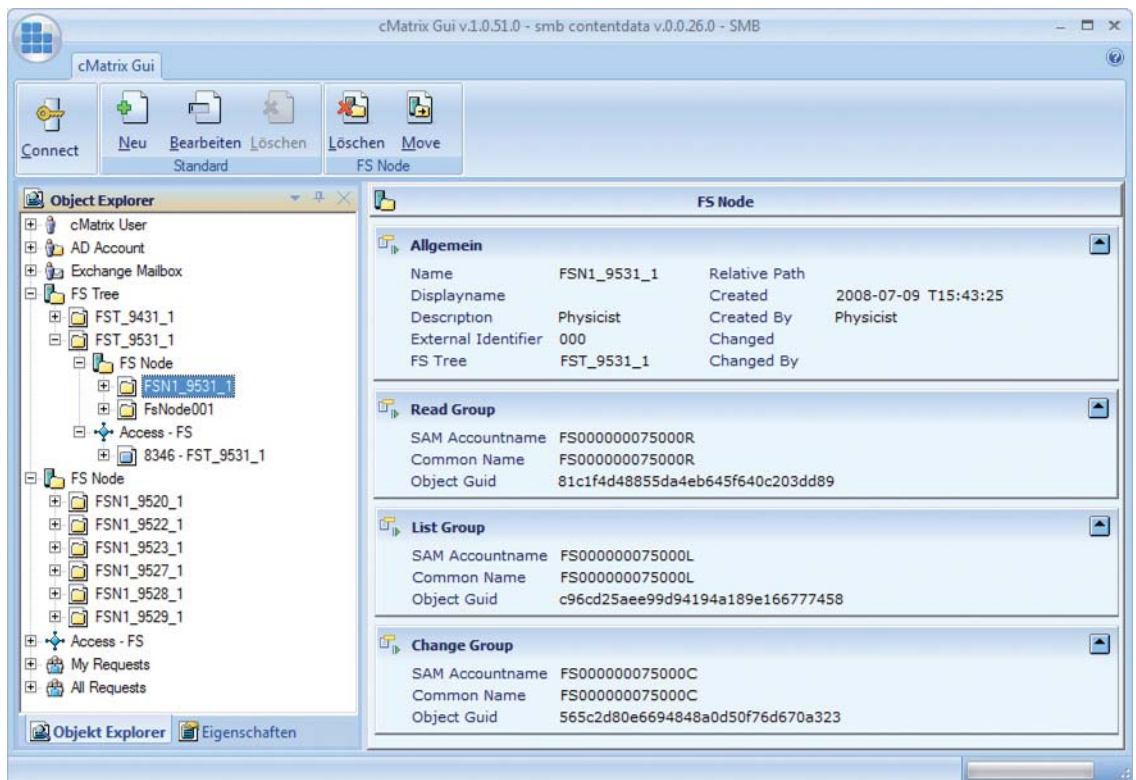 cMatrix Gui v.1.0.51.0 - smb contentdata v.0.0.26.0 - SMB
cMatrix Gui
Connect
Neu Bearbeiten Löschen
Standard
Löschen Move
FS Node
Object Explorer
cMatrix User
AD Account
Exchange Mailbox
FS Tree
FST_9431_1
FST_9531_1
FS Node
FSN1_9531_1
FsNode001
Access - FS
8346 - FST_9531_1
FS Node
FSN1_9520_1
FSN1_9522_1
FSN1_9523_1
FSN1_9527_1
FSN1_9528_1
FSN1_9529_1
Access - FS
My Requests
All Requests
Objekt Explorer Eigenschaften
FS Node
Allgemein
Name FSN1_9531_1 Relative Path
Displayname Created 2008-07-09 T15:43:25
Description Physicist Created By Physicist
External Identifier 000 Changed
FS Tree FST_9531_1 Changed By
Read Group
SAM Accountname FS000000075000R
Common Name FS000000075000R
Object Guid 81c1f4d48855da4eb645f640c203dd89
List Group
SAM Accountname FS000000075000L
Common Name FS000000075000L
Object Guid c96cd25aee99d94194a189e166777458
Change Group
SAM Accountname FS000000075000C
Common Name FS000000075000C
Object Guid 565c2d80e6694848a0d50f76d670a323